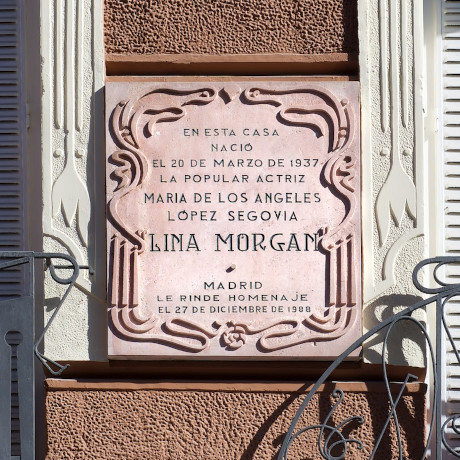 EN ESTA CASA
NACIÓ
EL 20 DE MARZO DE 1937
LA POPULAR ACTRIZ
MARIA DE LOS ANGELES
LÓPEZ SEGOVIA
LINA MORGAN
MADRID
LE RINDE HOMENAJE
EL 27 DE DICIEMBRE DE 1988